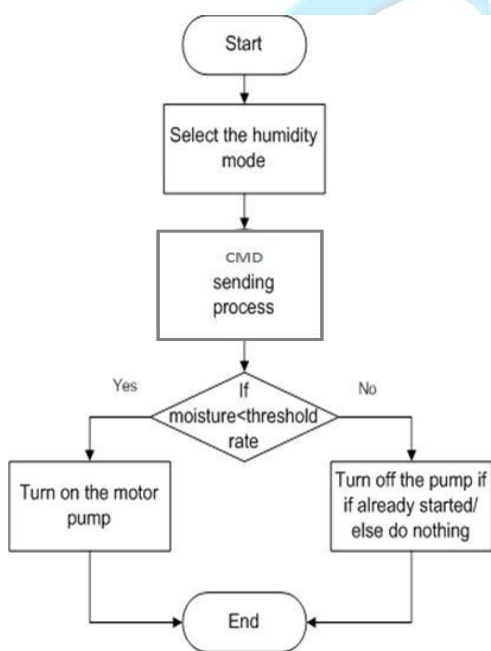 Start
Select the humidity
mode
CMD
sending
process
Yes
If
moisture<threshold
rate
No
Turn on the motor
pump
Turn off the pump if
if already started/
else do nothing
End